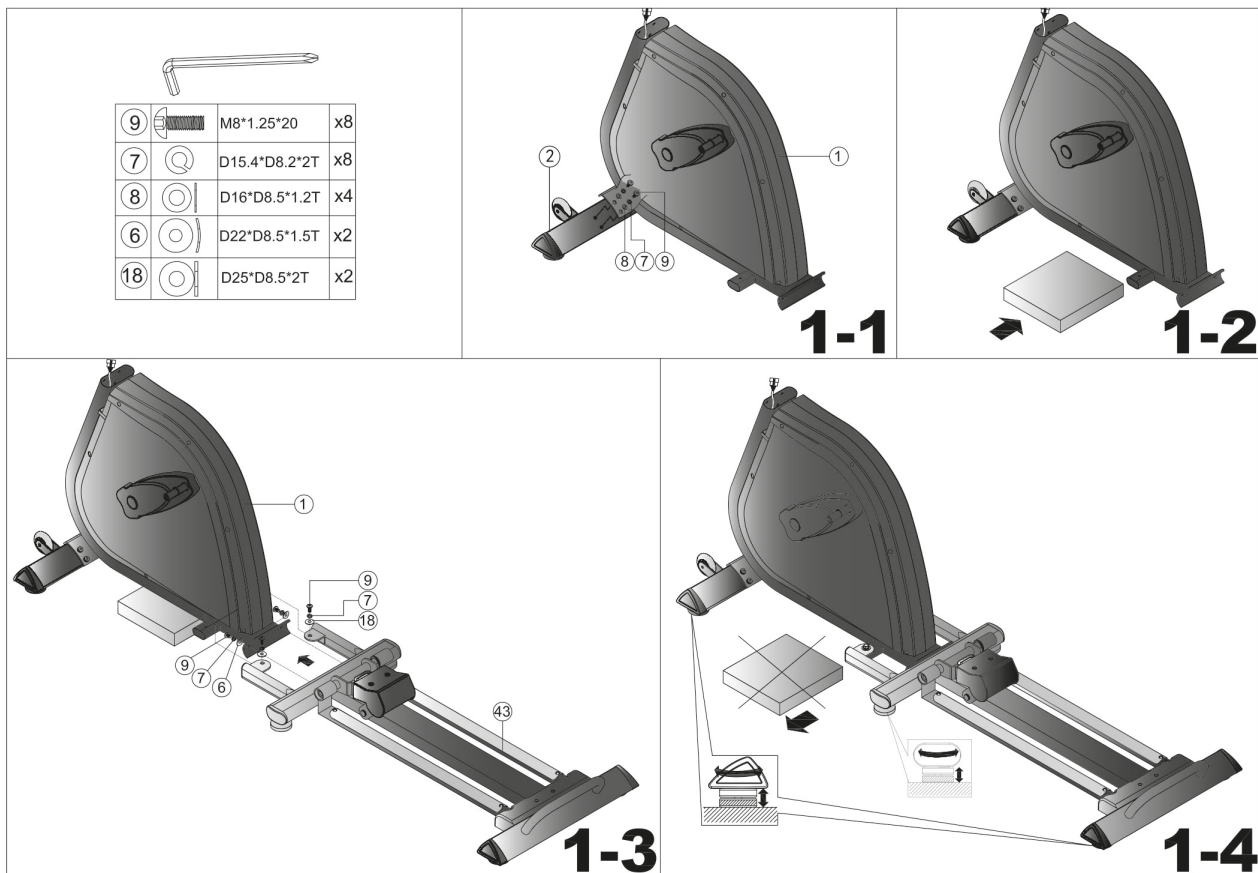 9 M8*1.25*20 x8
7 D15.4*D8.2*2T x8
8 D16*D8.5*1.2T x4
6 D22*D8.5*1.5T x2
18 D25*D8.5*2T x2
2
1
8 7 9
1-1
1-2
1
9
7
18
9
7
6
43
1-3
1-4